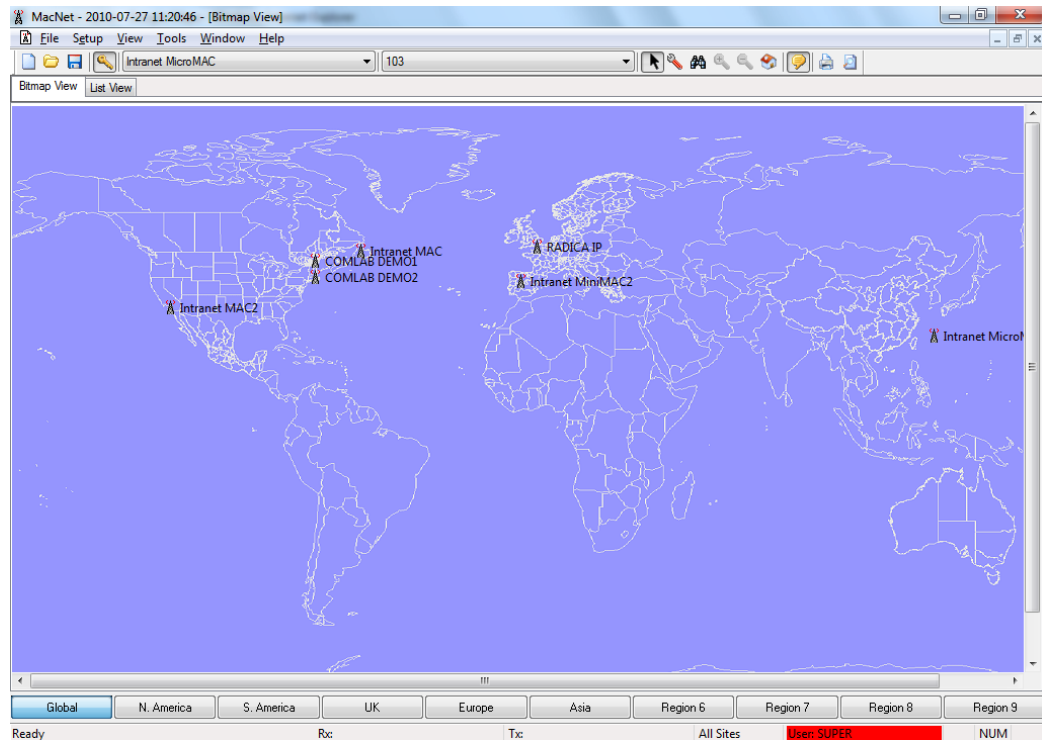 MacNet - 2010-07-27 11:20:46 - [Bitmap View]
File Setup View Tools Window Help
Intranet MicroMAC 103
Bitmap View List View
RADICA IP
Intranet MAC
COMLAB DEMO1
COMLAB DEMO2
Intranet MiniMAC2
Intranet MAC2
Intranet Micro
Global N. America S. America UK Europe Asia Region 6 Region 7 Region 8 Region 9
Ready Rx: Tx: All Sites User: SUPER NUM